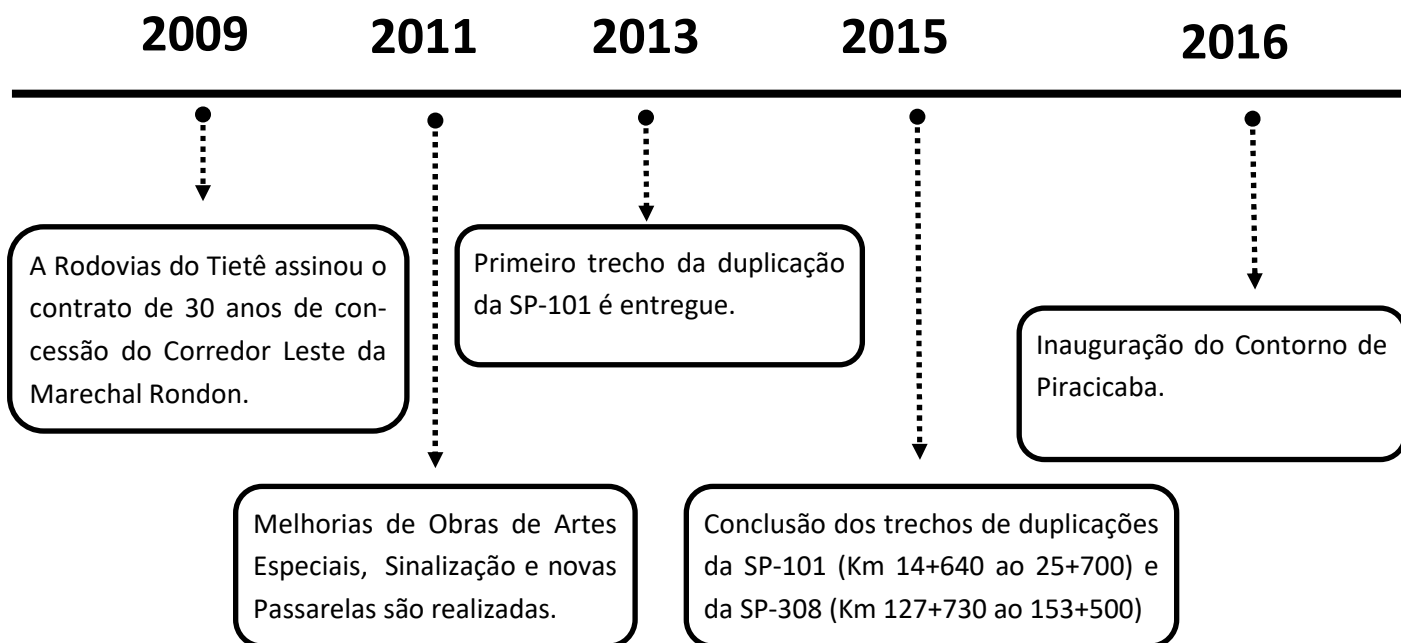 2009
2011
2013
2015
2016
A Rodovias do Tietê assinou o
contrato de 30 anos de con-
cessão do Corredor Leste da
Marechal Rondon.
Melhorias de Obras de Artes
Especiais, Sinalização e novas
Passarelas são realizadas.
Primeiro trecho da duplicação
da SP-101 é entregue.
Conclusão dos trechos de duplicações
da SP-101 (Km 14+640 ao 25+700) e
da SP-308 (Km 127+730 ao 153+500)
Inauguração do Contorno de
Piracicaba.